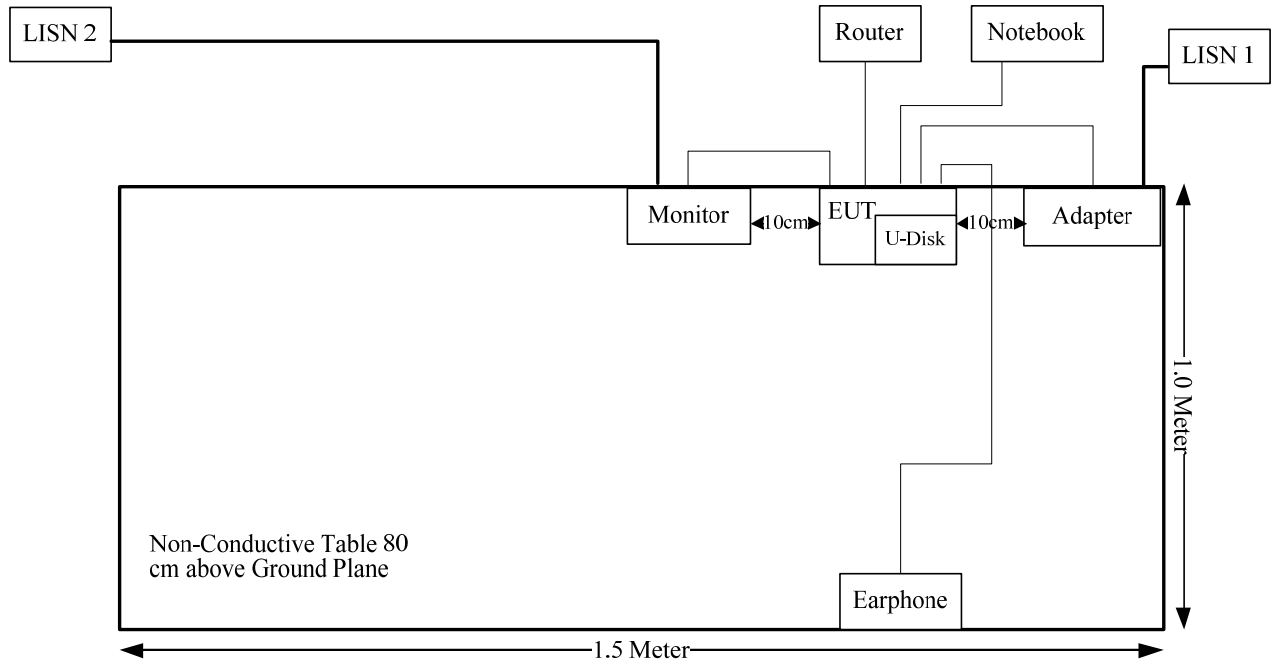 LISN 2
Router
Notebook
LISN 1
Monitor
10cm
EUT
U-Disk
10cm
Adapter
1.0 Meter
Non-Conductive Table 80
cm above Ground Plane
Earphone
1.5 Meter